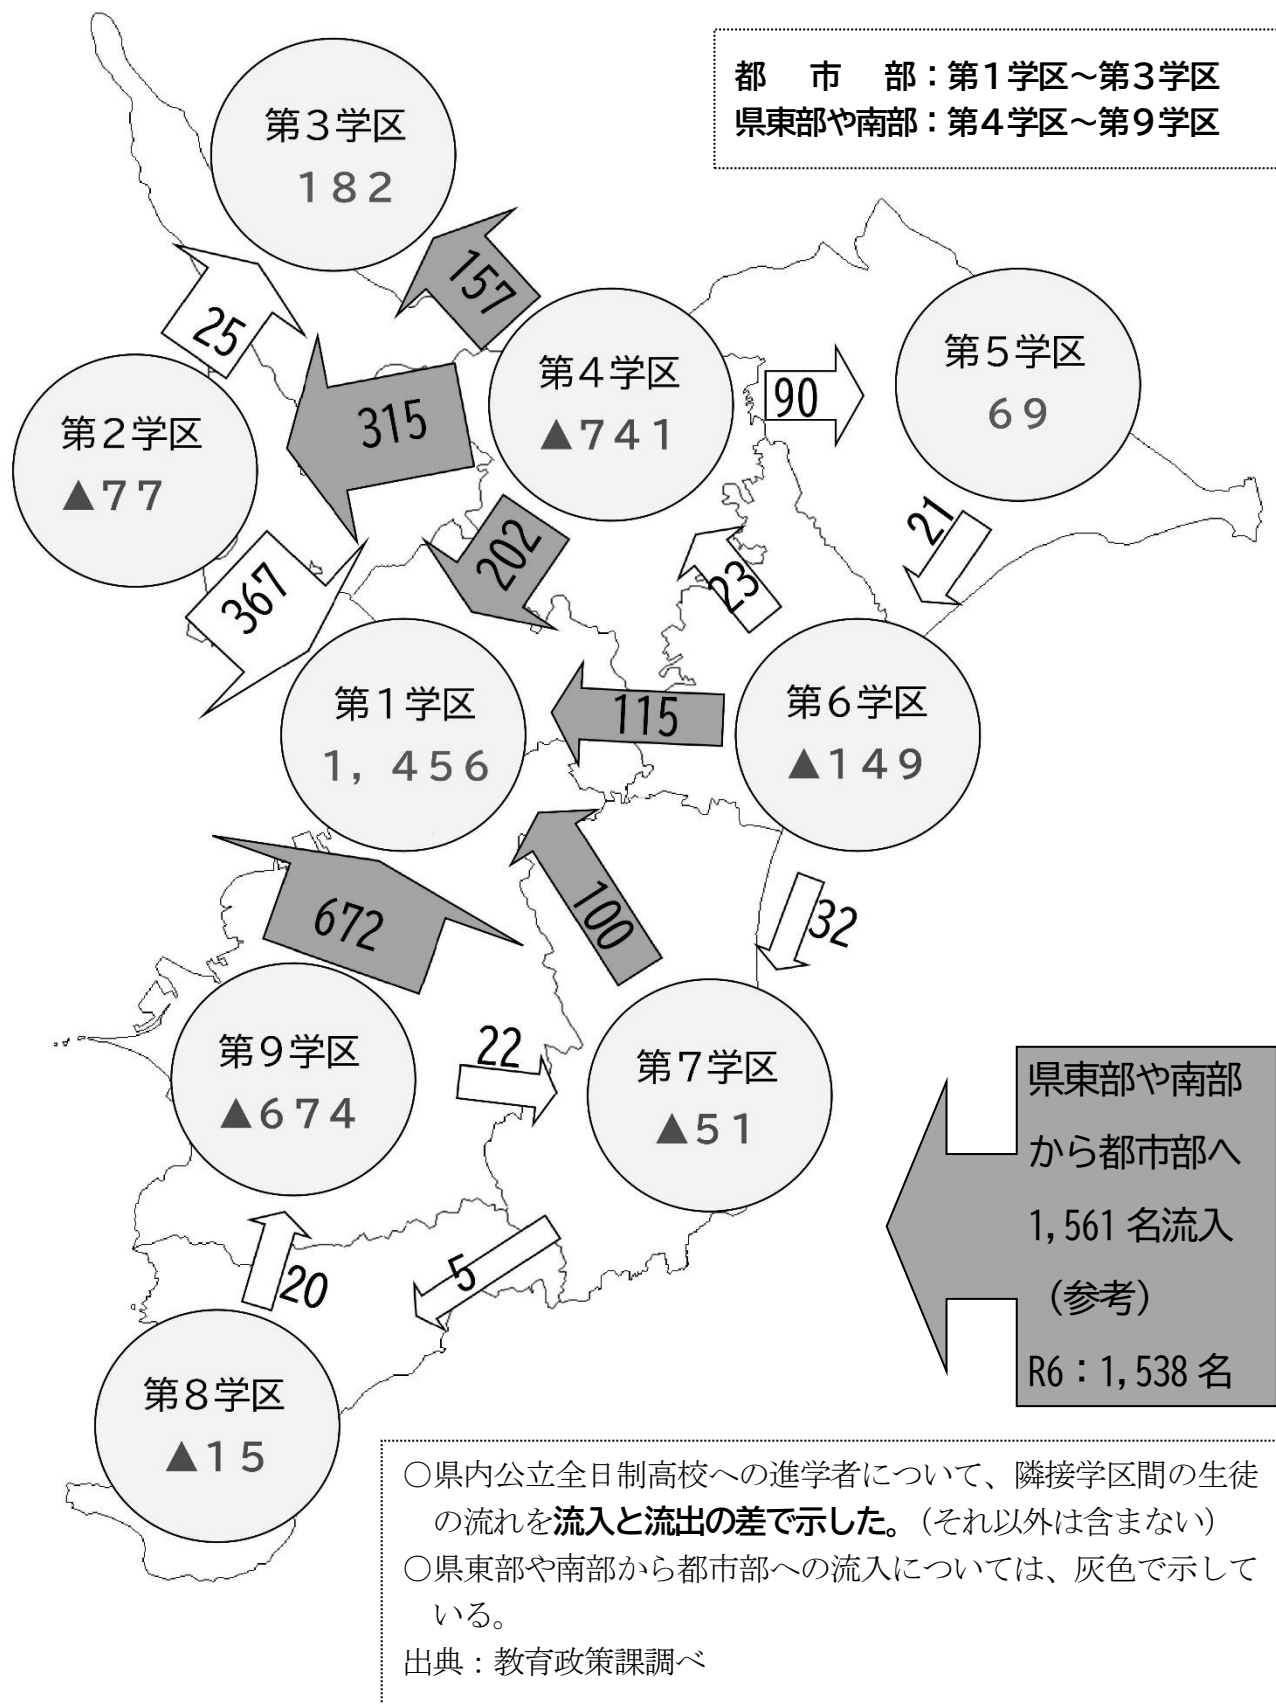 都市部：第1学区～第3学区
県東部や南部：第4学区～第9学区
第3学区
182
157
25
第4学区
▲741
第5学区
69
90
315
第2学区
▲77
21
202
23
367
第1学区
1,456
115
第6学区
▲149
100
32
672
第9学区
▲674
22
第7学区
▲51
20
5
第8学区
▲15
県東部や南部
から都市部へ
1,561名流入
（参考）
R6：1,538名
○県内公立全日制高校への進学者について、隣接学区間の生徒
の流れを流入と流出の差で示した。（それ以外は含まない）
○県東部や南部から都市部への流入については、灰色で示して
いる。
出典：教育政策課調べ